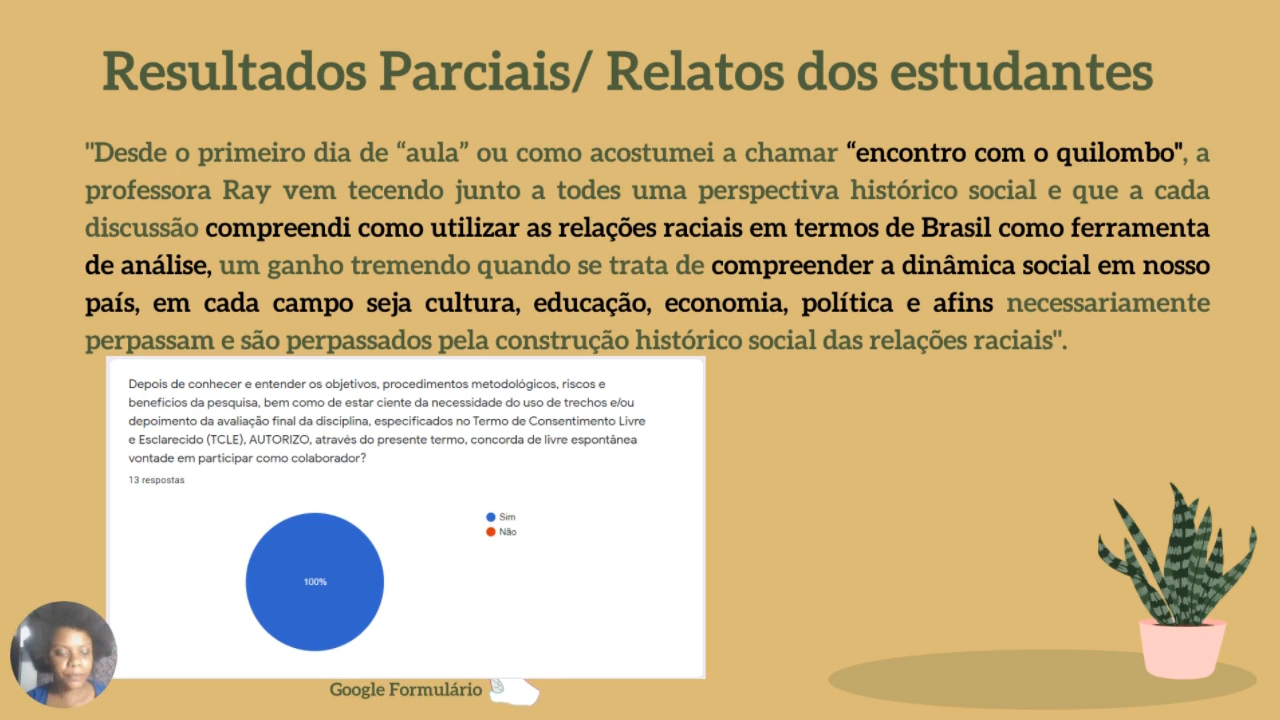 Resultados Parciais/ Relatos dos estudantes
"Desde o primeiro dia de “aula” ou como acostumei a chamar “encontro com o quilombo", a
professora Ray vem tecendo junto a todes uma perspectiva histórico social e que a cada
discussão compreendi como utilizar as relações raciais em termos de Brasil como ferramenta
de análise, um ganho tremendo quando se trata de compreender a dinâmica social em nosso
país, em cada campo seja cultura, educação, economia, política e afins necessariamente
perpassam e são perpassados pela construção histórico social das relações raciais".
Depois de conhecer e entender os objetivos, procedimentos metodológicos, riscos e
benefícios da pesquisa, bem como de estar ciente da necessidade do uso de trechos e/ou
depoimento da avaliação final da disciplina, especificados no Termo de Consentimento Livre
e Esclarecido (TCLE), AUTORIZO, através do presente termo, concorda de livre espontânea
vontade em participar como colaborador?
13 respostas
Sim
Não
100%
Google Formulário